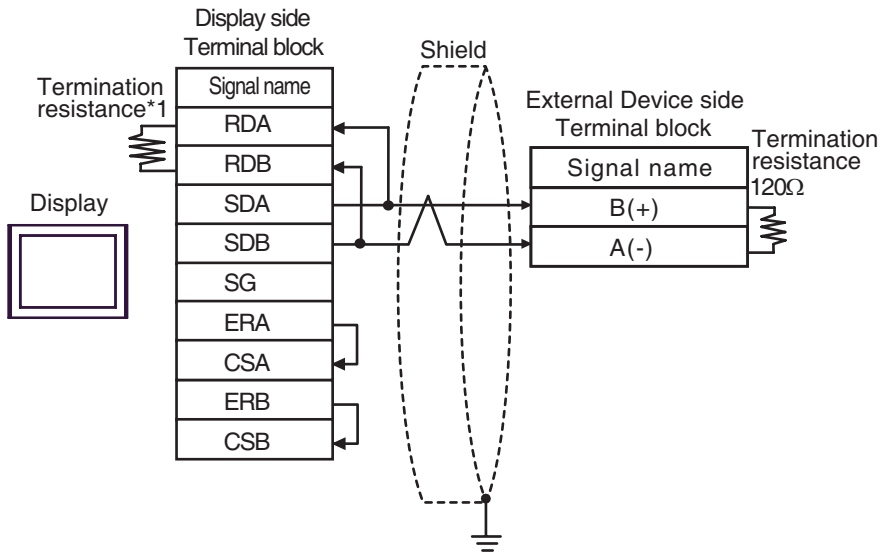 Display side
Terminal block
Shield
Termination
resistance*1
Signal name
RDA
RDB
SDA
SDB
SG
ERA
CSA
ERB
CSB
Display
External Device side
Terminal block
Signal name
B(+)
A(-)
Termination
resistance
120Ω